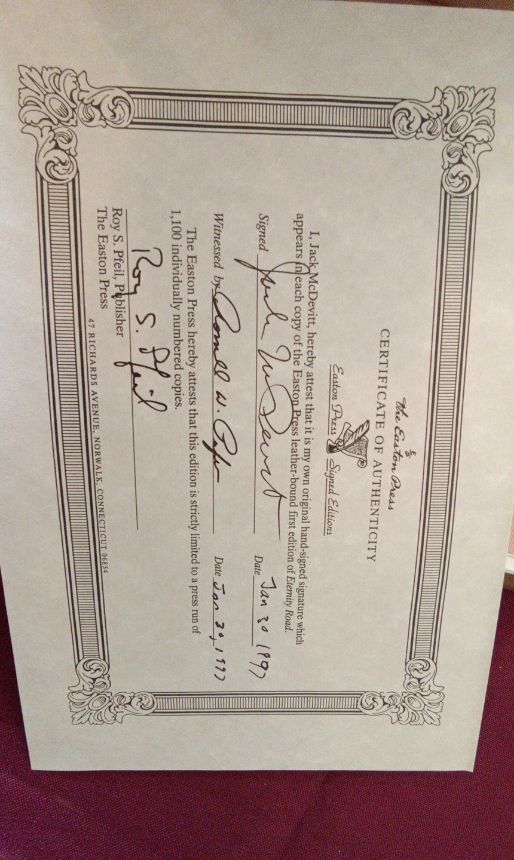 The Easton Press
CERTIFICATE OF AUTHENTICITY
Easton Press Signed Editions
I, Jack McDevitt, hereby attest that it is my own original hand-signed signature which
appears in each copy of the Easton Press leather-bound first edition of Eternity Road.
Signed Jack McDevitt Date Jan 30 1997
Witnessed by Date Jan 30, 1997
The Easton Press hereby attests that this edition is strictly limited to a press run of
1,100 individually numbered copies.
Roy S. Pfeil
Roy S. Pfeil, Publisher
The Easton Press
47 RICHARDS AVENUE, NORWALK, CONNECTICUT 06854